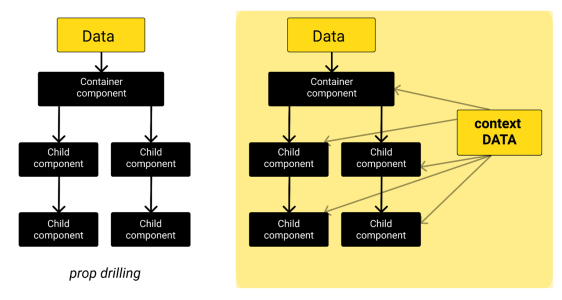 Data
Container
component
Child
component
Child
component
Child
component
Child
component
prop drilling
Data
Container
component
context
DATA
Child
component
Child
component
Child
component
Child
component